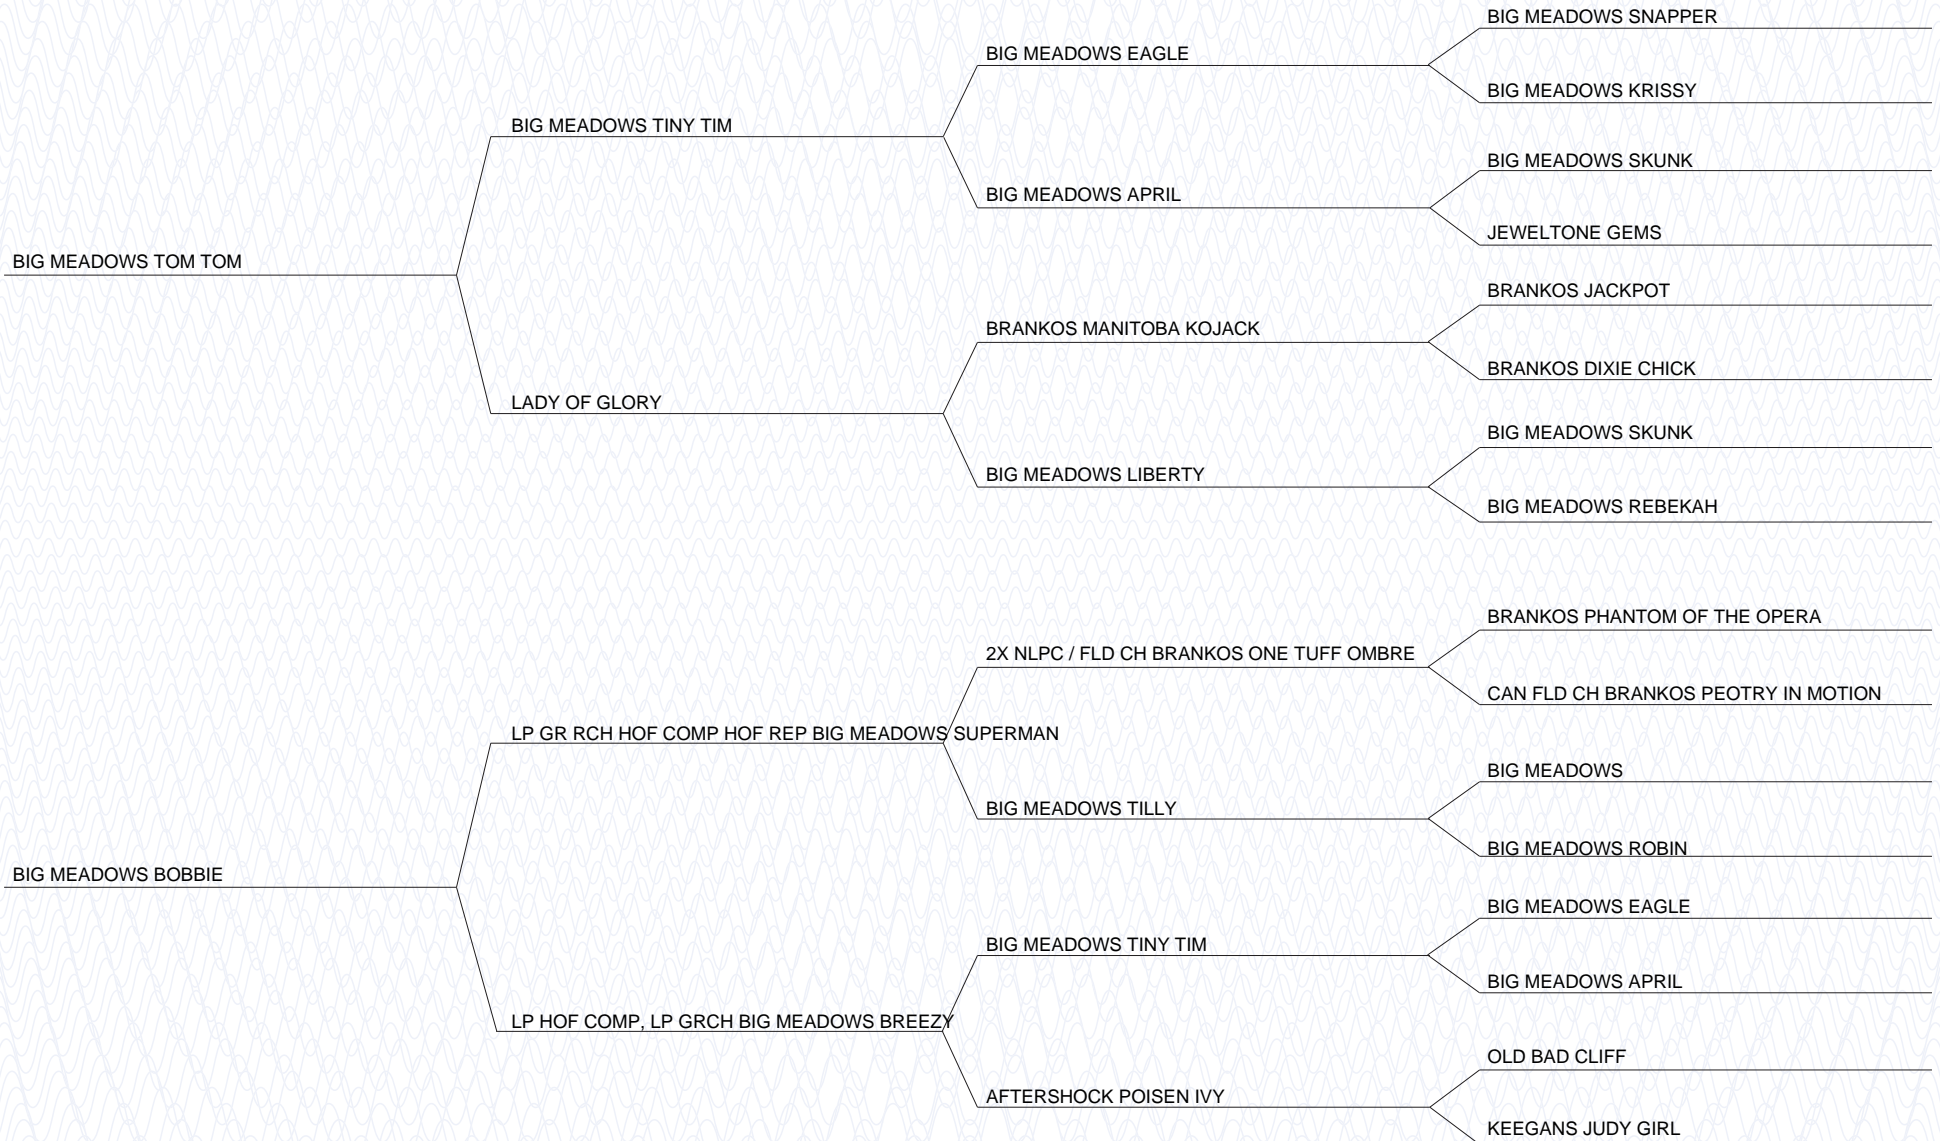 BIG MEADOWS SNAPPER
BIG MEADOWS EAGLE
BIG MEADOWS KRISSY
BIG MEADOWS TINY TIM
BIG MEADOWS SKUNK
BIG MEADOWS APRIL
JEWELTONE GEMS
BIG MEADOWS TOM TOM
BRANKOS JACKPOT
BRANKOS MANITOBA KOJACK
BRANKOS DIXIE CHICK
LADY OF GLORY
BIG MEADOWS SKUNK
BIG MEADOWS LIBERTY
BIG MEADOWS REBEKAH
BRANKOS PHANTOM OF THE OPERA
2X NLPC / FLD CH BRANKOS ONE TUFF OMBRE
CAN FLD CH BRANKOS PEOTRY IN MOTION
LP GR RCH HOF COMP HOF REP BIG MEADOWS SUPERMAN
BIG MEADOWS
BIG MEADOWS TILLY
BIG MEADOWS ROBIN
BIG MEADOWS BOBBIE
BIG MEADOWS EAGLE
BIG MEADOWS TINY TIM
BIG MEADOWS APRIL
LP HOF COMP, LP GRCH BIG MEADOWS BREEZY
OLD BAD CLIFF
AFTERSHOCK POISEN IVY
KEEGANS JUDY GIRL